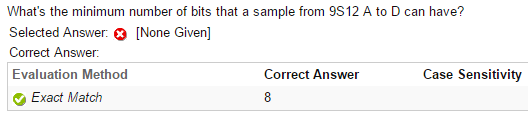 What's the minimum number of bits that a sample from 9S12 A to D can have?
Selected Answer: [None Given]
Correct Answer:
Evaluation Method Correct Answer Case Sensitivity
Exact Match 8